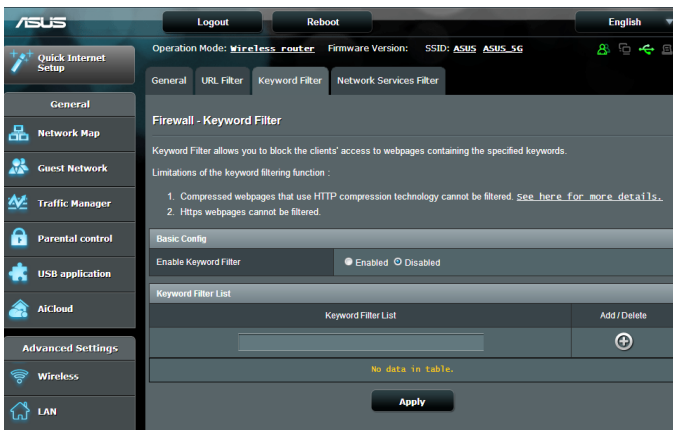 ASUS
Logout
Reboot
English
Quick Internet
Setup
Operation Mode: Wireless router Firmware Version: SSID: ASUS ASUS_5G
General
URL Filter
Keyword Filter
Network Services Filter
General
Network Map
Guest Network
Traffic Manager
Parental control
USB application
AiCloud
Advanced Settings
Wireless
LAN
Firewall - Keyword Filter
Keyword Filter allows you to block the clients' access to webpages containing the specified keywords.
Limitations of the keyword filtering function :
1. Compressed webpages that use HTTP compression technology cannot be filtered. See here for more details.
2. Https webpages cannot be filtered.
Basic Config
Enable Keyword Filter
Enabled Disabled
Keyword Filter List
Keyword Filter List
Add / Delete
No data in table.
Apply